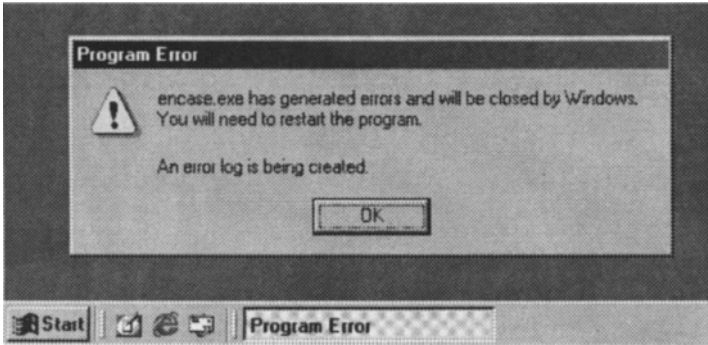 Program Error
encase.exe has generated errors and will be closed by Windows.
You will need to restart the program.
An error log is being created.
OK
Start
Program Error